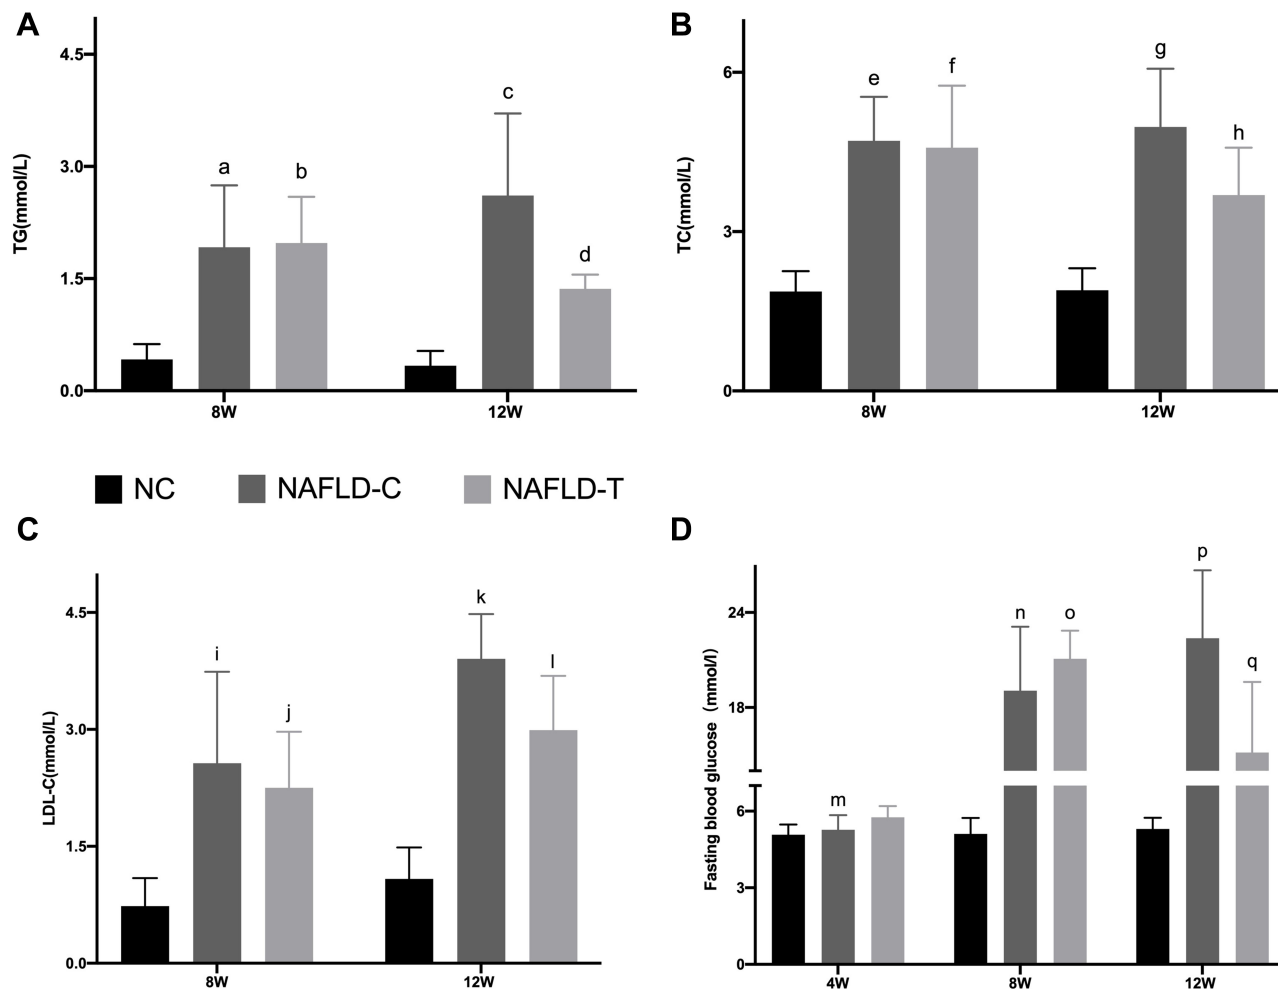 A
TG(mmol/L)
4.5
3.0
1.5
0.0
a
b
c
d
8W
12W
B
TC(mmol/L)
6
3
0
e
f
g
h
8W
12W
NC
NAFLD-C
NAFLD-T
C
LDL-C(mmol/L)
4.5
3.0
1.5
0.0
i
j
k
l
8W
12W
D
Fasting blood glucose（mmol/l)
24
18
6
3
0
m
n
o
p
q
4W
8W
12W